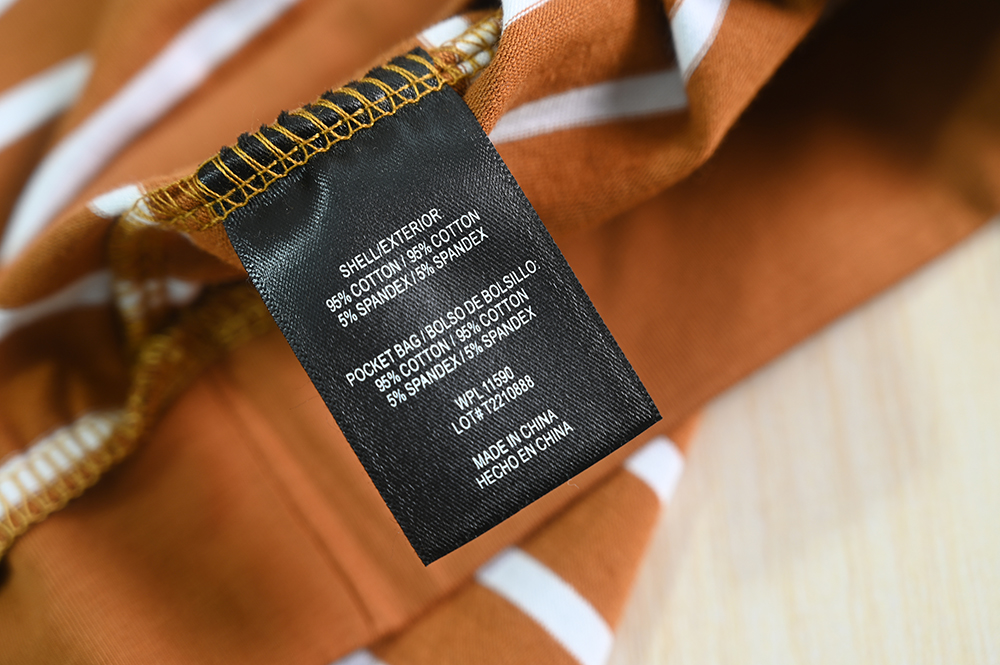 SHELL/EXTERIOR
95% COTTON / 95% COTTON
5% SPANDEX / 5% SPANDEX
POCKET BAG / BOLSO DE BOLSILLO:
95% COTTON / 95% COTTON
5% SPANDEX / 5% SPANDEX
WPL 11590
LOT# T2210888
MADE IN CHINA
HECHO EN CHINA